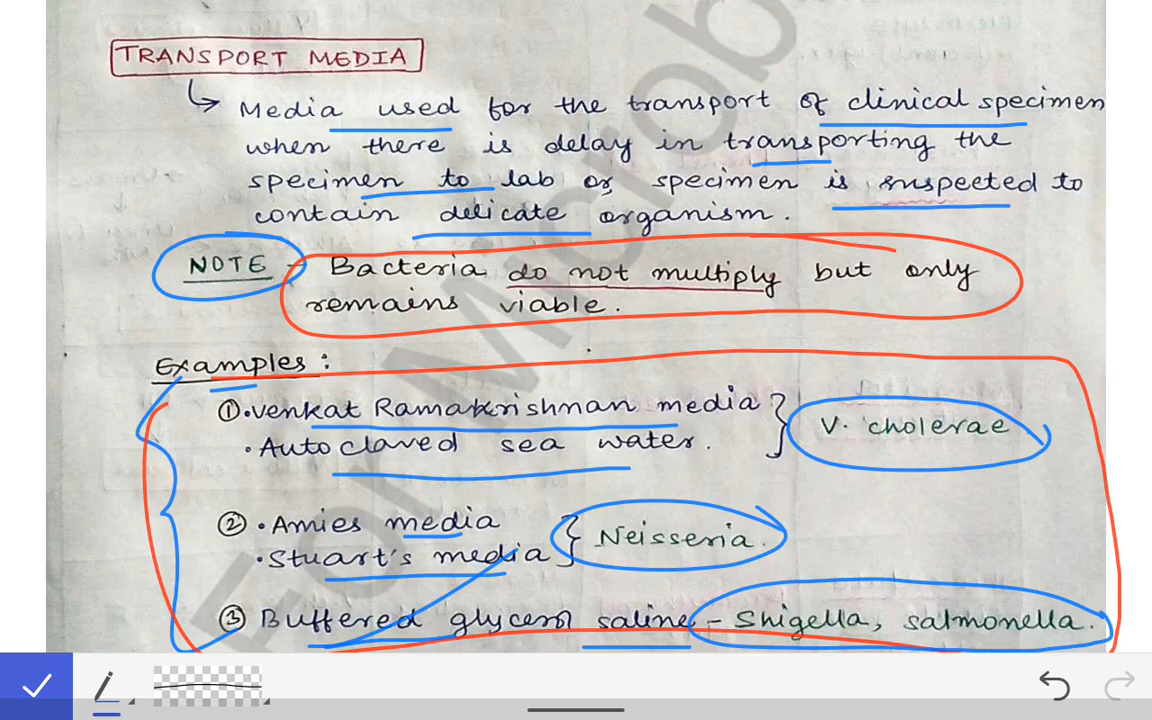 TRANSPORT MEDIA
Media used for the transport of clinical specimen
when there is delay in transporting the
specimen to lab or specimen is suspected to
contain delicate organism.
NOTE - Bacteria do not multiply but only
remains viable.
Examples :
① • Venkat Ramakrishnan media
• Autoclaved sea water. } V. cholerae
② • Amies media
• Stuart's media } Neisseria.
③ Buffered glycerol saline - Shigella, salmonella.